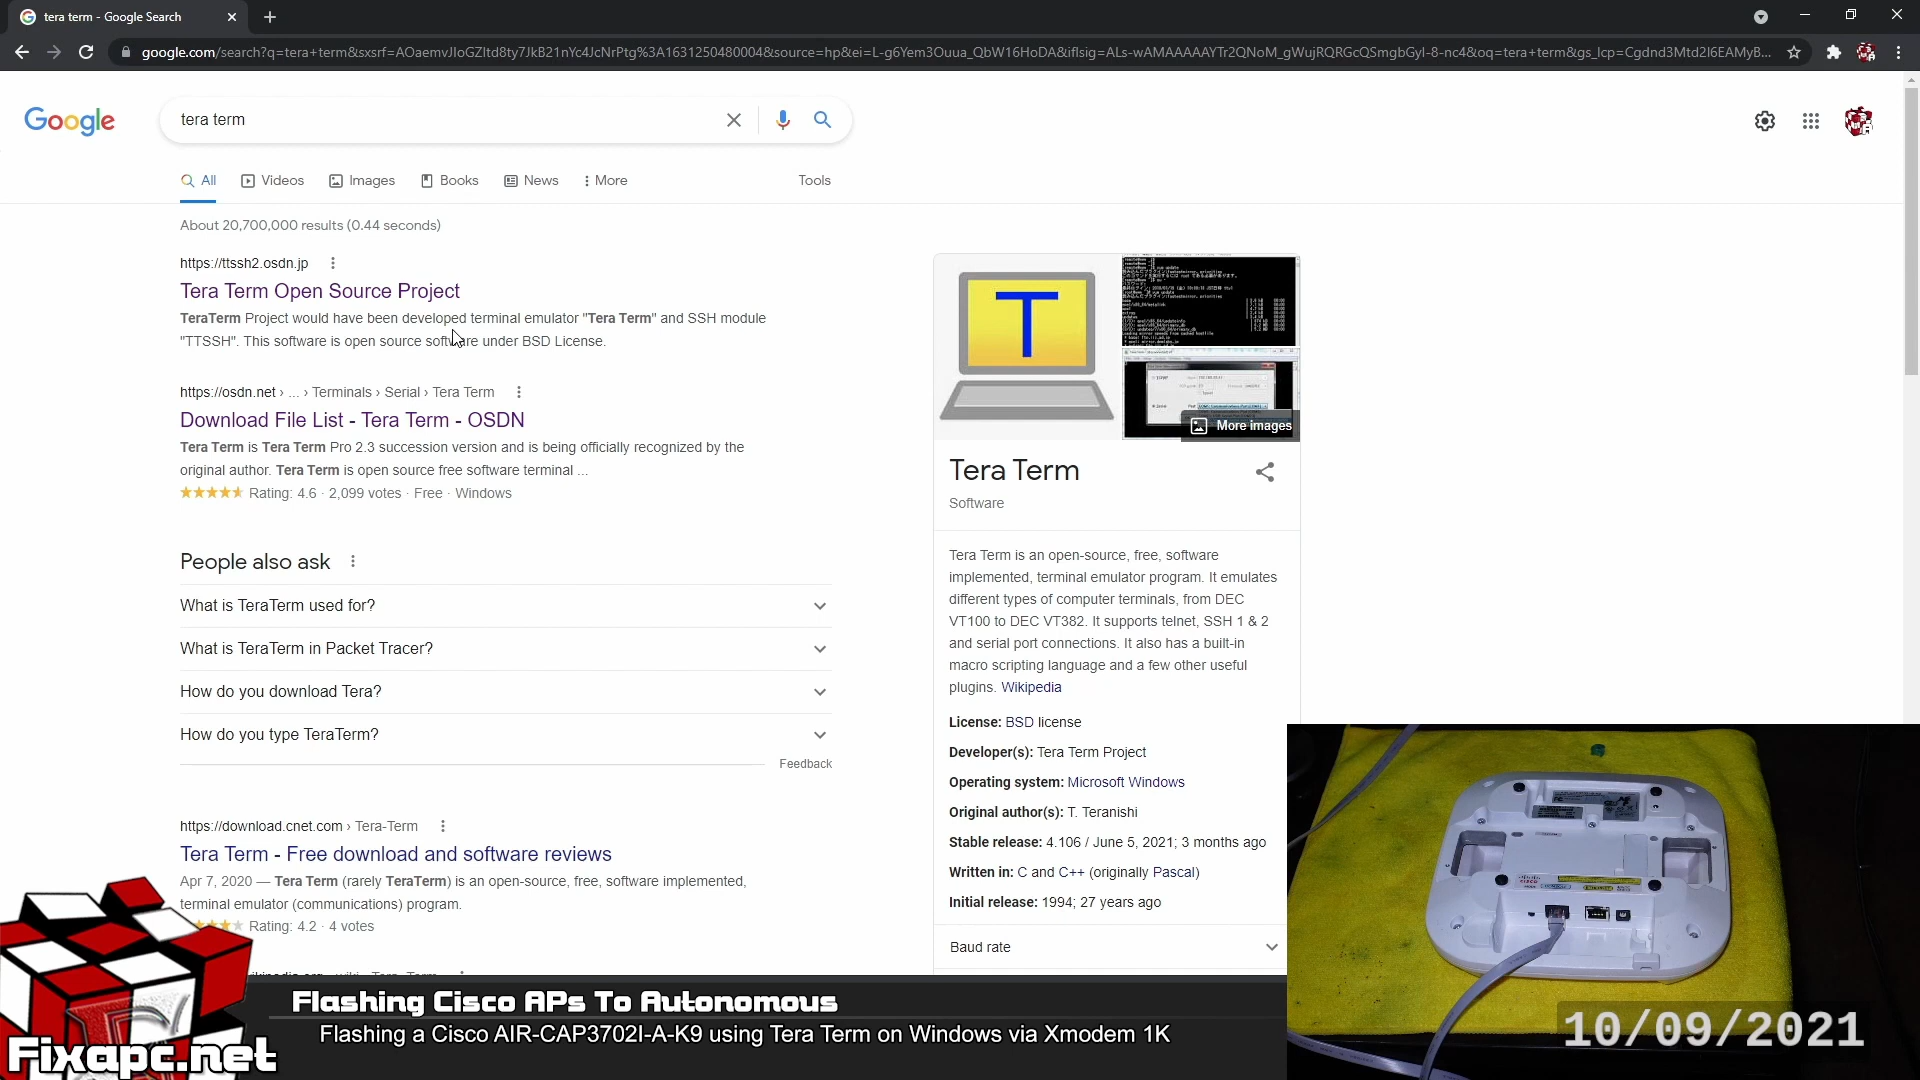 tera term - Google Search
google.com/search?q=tera+term&sxsrf=AOaemvJIoGZltd8ty7JkB21nYc4JcNrPtg%3A1631250480004&source=hp&ei=L-g6Yem3Ouua_QbW16HoDA&iflsig=ALs-wAMAAAAAYTr2QNoM_gWujRQRGcQSmgbGyl-8-nc4&oq=tera+term&gs_lcp=Cgdnd3Mtd2l6EAMyB...
Google
tera term
All Videos Images Books News More Tools
About 20,700,000 results (0.44 seconds)
https://ttssh2.osdn.jp
Tera Term Open Source Project
TeraTerm Project would have been developed terminal emulator "Tera Term" and SSH module
"TTSSH". This software is open source software under BSD License.
https://osdn.net › ... › Terminals › Serial › Tera Term
Download File List - Tera Term - OSDN
Tera Term is Tera Term Pro 2.3 succession version and is being officially recognized by the
original author. Tera Term is open source free software terminal ...
Rating: 4.6 · 2,099 votes · Free · Windows
People also ask
What is TeraTerm used for?
What is TeraTerm in Packet Tracer?
How do you download Tera?
How do you type TeraTerm?
Feedback
https://download.cnet.com › Tera-Term
Tera Term - Free download and software reviews
Apr 7, 2020 — Tera Term (rarely TeraTerm) is an open-source, free, software implemented,
terminal emulator (communications) program.
Rating: 4.2 · 4 votes
T
More images
Tera Term
Software
Tera Term is an open-source, free, software
implemented, terminal emulator program. It emulates
different types of computer terminals, from DEC
VT100 to DEC VT382. It supports telnet, SSH 1 & 2
and serial port connections. It also has a built-in
macro scripting language and a few other useful
plugins. Wikipedia
License: BSD license
Developer(s): Tera Term Project
Operating system: Microsoft Windows
Original author(s): T. Teranishi
Stable release: 4.106 / June 5, 2021; 3 months ago
Written in: C and C++ (originally Pascal)
Initial release: 1994; 27 years ago
Baud rate
Flashing Cisco APs To Autonomous
Flashing a Cisco AIR-CAP3702I-A-K9 using Tera Term on Windows via Xmodem 1K
Fixapc.net
10/09/2021